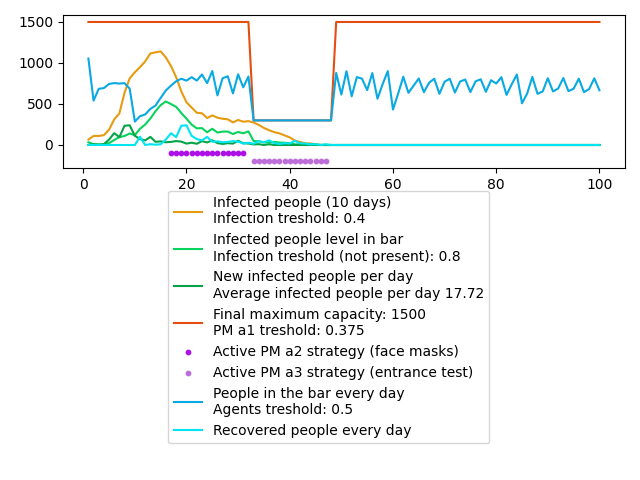 1500
1000
500
0
0 20 40 60 80 100
Infected people (10 days)
Infection treshold: 0.4
Infected people level in bar
Infection treshold (not present): 0.8
New infected people per day
Average infected people per day 17.72
Final maximum capacity: 1500
PM a1 treshold: 0.375
Active PM a2 strategy (face masks)
Active PM a3 strategy (entrance test)
People in the bar every day
Agents treshold: 0.5
Recovered people every day